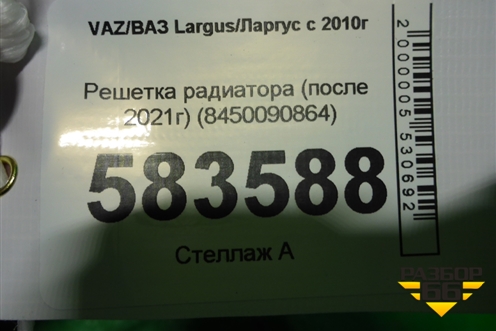 VAZ/ВАЗ Largus/Ларгус с 2010г
Решетка радиатора (после
2021г) (8450090864)
583588
Стеллаж А
2000005530692
РАЗБОР
66